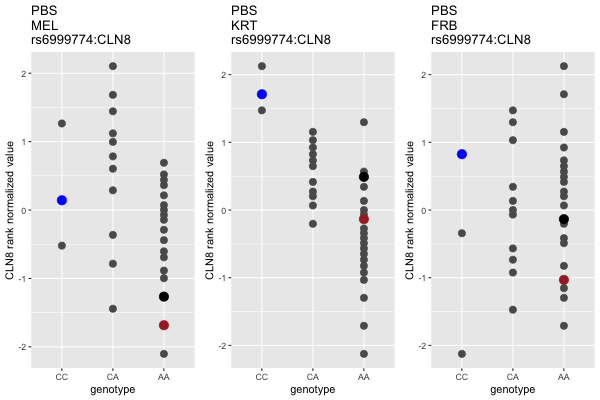 PBS
MEL
rs6999774:CLN8
CLN8 rank normalized value
2
1
0
-1
-2
CC CA AA
genotype
PBS
KRT
rs6999774:CLN8
CLN8 rank normalized value
2
1
0
-1
-2
CC CA AA
genotype
PBS
FRB
rs6999774:CLN8
CLN8 rank normalized value
2
1
0
-1
-2
CC CA AA
genotype